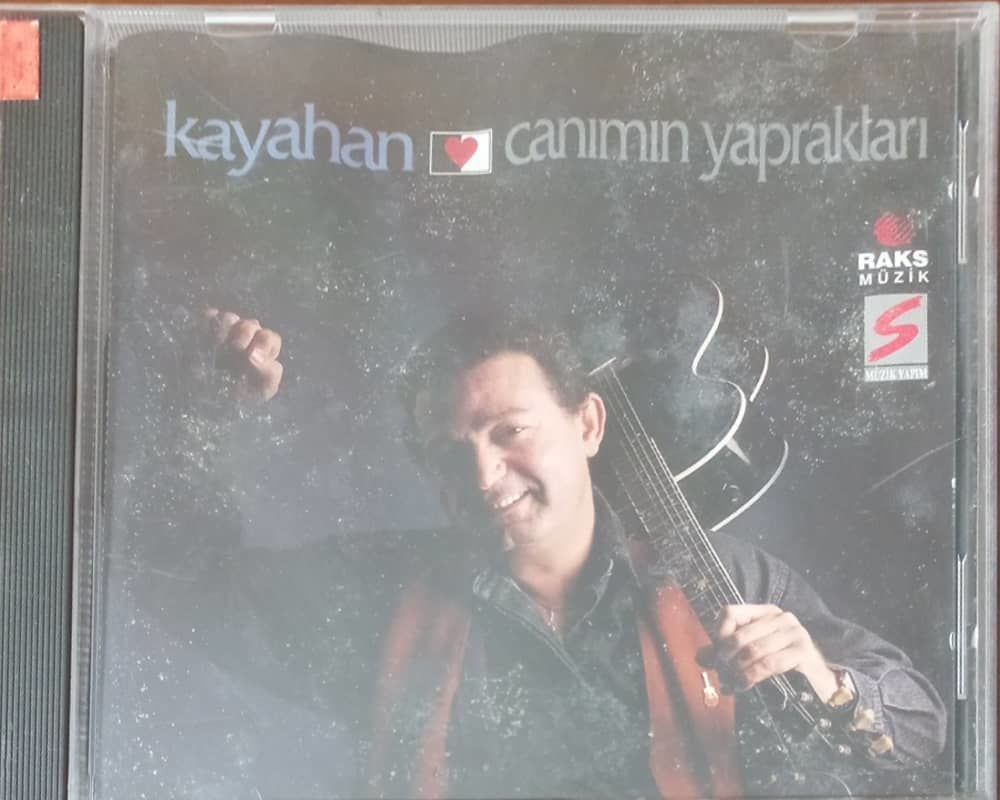 kayahan canımın yaprakları
RAKS
MÜZİK
S
MÜZİK YAPIM